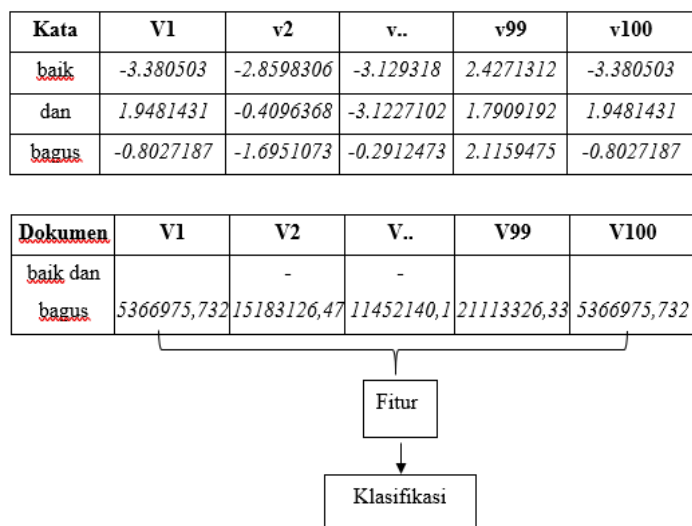 Kata V1 v2 v.. v99 v100
baik -3.380503 -2.8598306 -3.129318 2.4271312 -3.380503
dan 1.9481431 -0.4096368 -3.1227102 1.7909192 1.9481431
bagus -0.8027187 -1.6951073 -0.2912473 2.1159475 -0.8027187
Dokumen V1 V2 V.. V99 V100
baik dan - -
bagus 5366975,732 15183126,47 11452140,1 21113326,33 5366975,732
Fitur
Klasifikasi